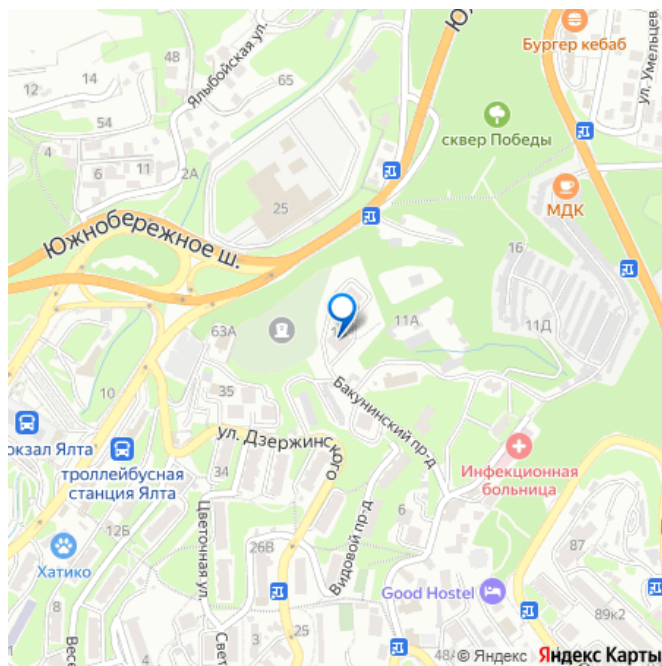 Бургер кебаб
ул. Умельцев
48
Ялыбойская ул.
65
14
12
54
4
6
11
2А
25
сквер Победы
МДК
16
Южнобережное ш.
63А
11А
11Д
10
35
Бакунинский пр-д
ул. Дзержинского
окзал Ялта
троллейбусная
станция Ялта
34
Инфекционная
больница
Цветочная ул.
12Б
Хатико
26В
Видовой пр-д
6
87
Good Hostel
89к2
8
3
25
48А
© Яндекс Яндекс Карты